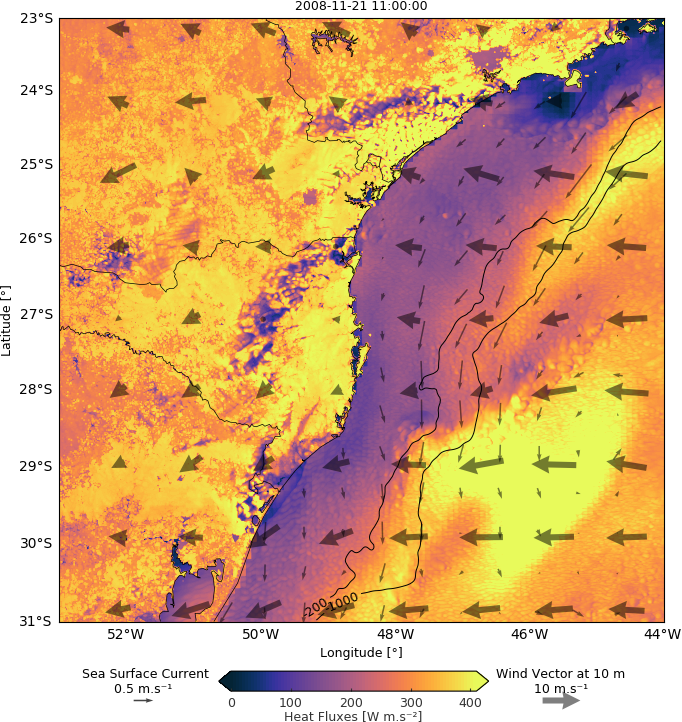 2008-11-21 11:00:00
23°S
24°S
25°S
26°S
27°S
28°S
29°S
30°S
31°S
Latitude [°]
-200
-1000
52°W 50°W 48°W 46°W 44°W
Longitude [°]
Sea Surface Current
0.5 m.s⁻¹
Wind Vector at 10 m
10 m.s⁻¹
0 100 200 300 400
Heat Fluxes [W m.s⁻²]